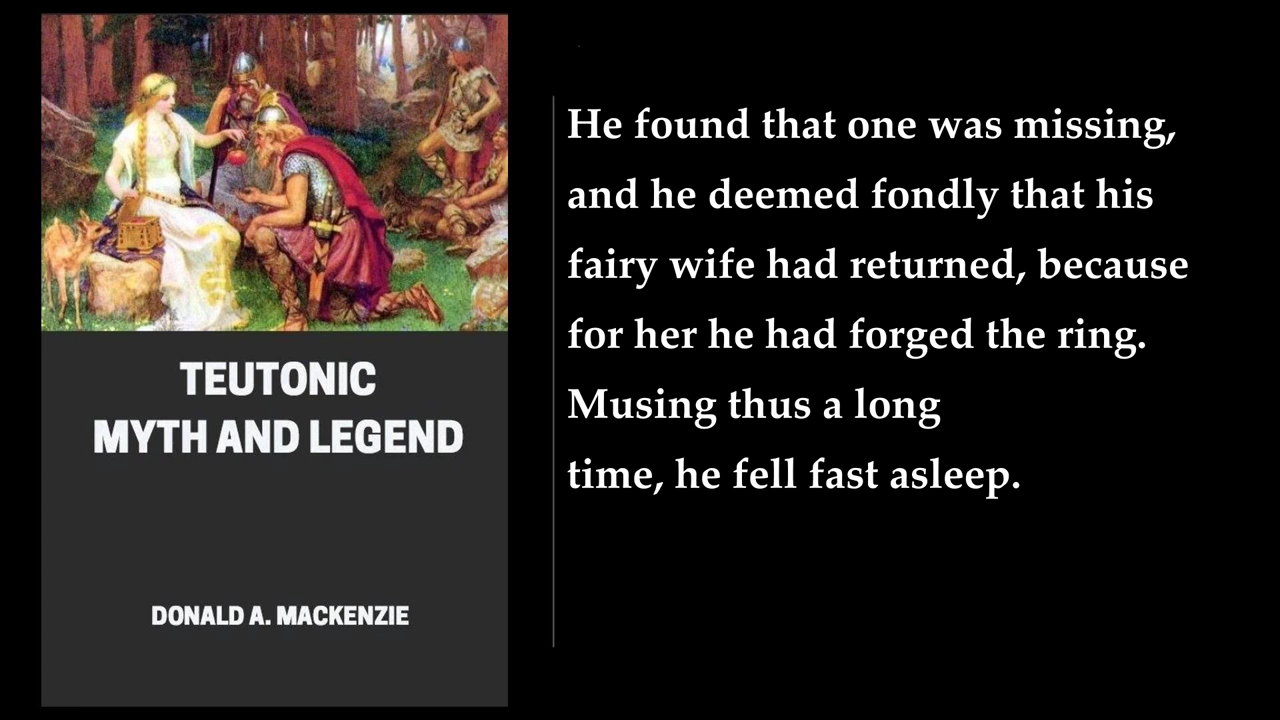 TEUTONIC
MYTH AND LEGEND
DONALD A. MACKENZIE
He found that one was missing,
and he deemed fondly that his
fairy wife had returned, because
for her he had forged the ring.
Musing thus a long
time, he fell fast asleep.